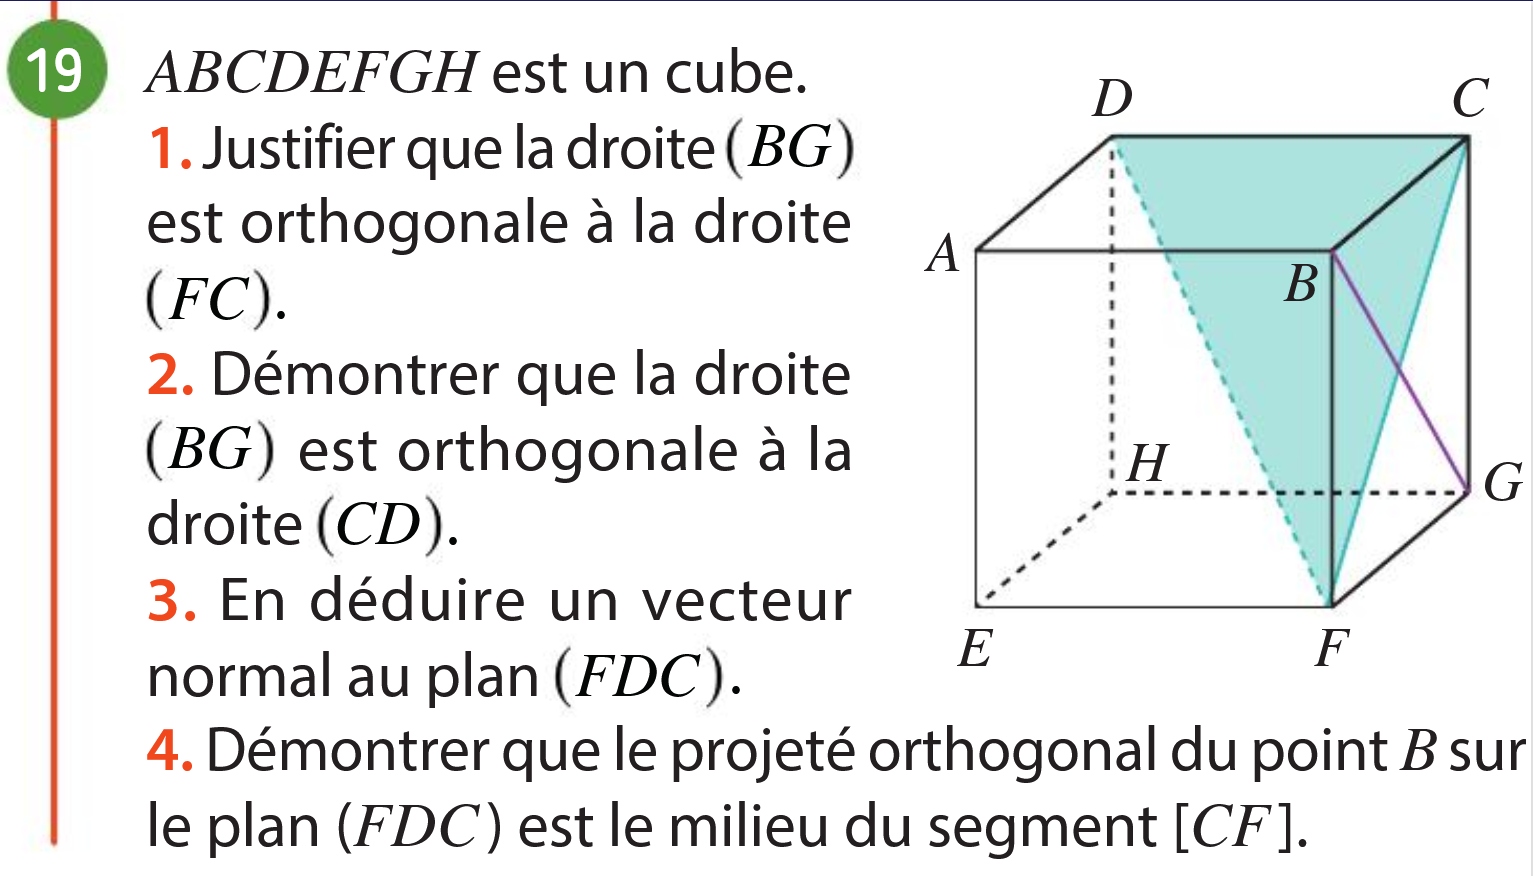 19 ABCDEFGH est un cube.
1. Justifier que la droite (BG)
est orthogonale à la droite
(FC).
2. Démontrer que la droite
(BG) est orthogonale à la
droite (CD).
3. En déduire un vecteur
normal au plan (FDC).
4. Démontrer que le projeté orthogonal du point B sur
le plan (FDC) est le milieu du segment [CF].
D C
A B
H G
E F